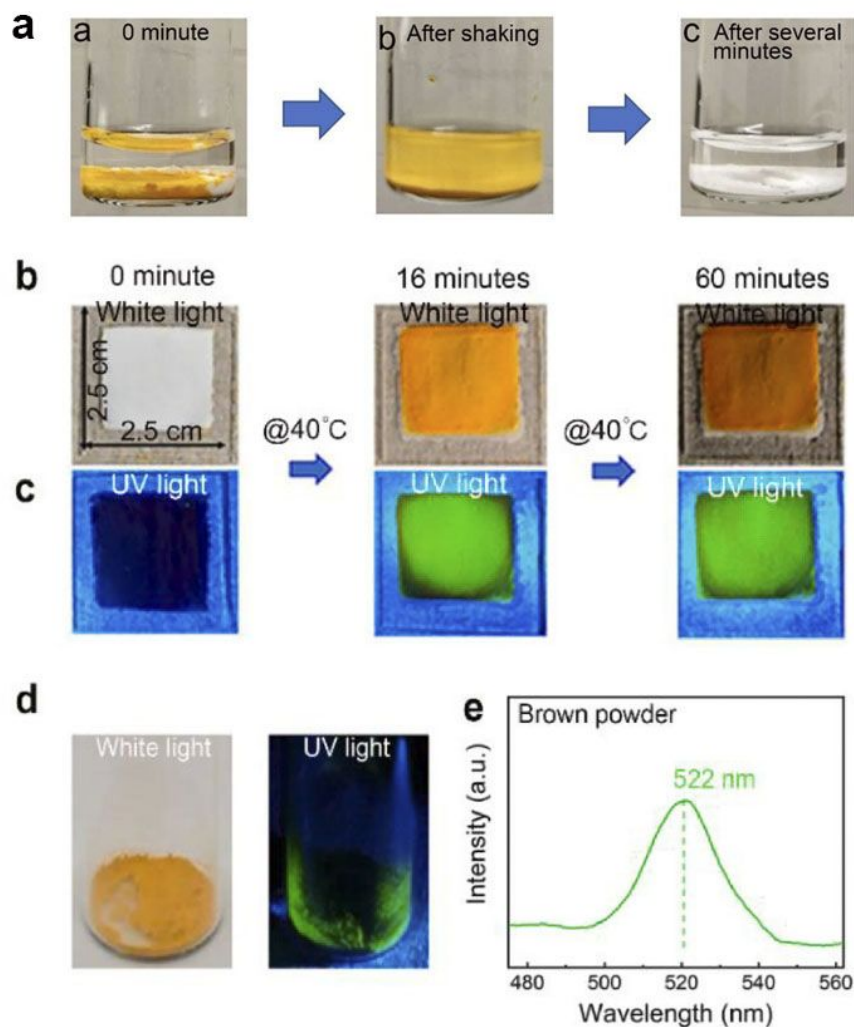 a
a 0 minute
b After shaking
c After several
minutes
b
0 minute
16 minutes
60 minutes
White light
White light
White light
2.5 cm
2.5 cm
@40°C
@40°C
c
UV light
UV light
UV light
d
White light
UV light
e
Brown powder
522 nm
Intensity (a.u.)
480 500 520 540 560
Wavelength (nm)